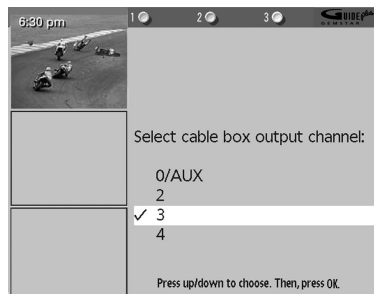 6:30 pm
1 2 3 GUIDE Plus
GEMSTAR
Select cable box output channel:
0/AUX
2
✓ 3
4
Press up/down to choose. Then, press OK.